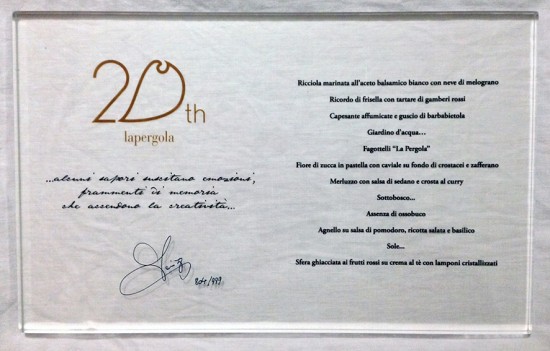 20th
lapergola
...alcuni sapori suscitano emozioni,
frammenti di memoria
che accendono la creatività...
804/999
Ricciola marinata all'aceto balsamico bianco con neve di melograno
Ricordo di frisella con tartare di gamberi rossi
Capesante affumicate e guscio di barbabietola
Giardino d'acqua...
Fagottelli "La Pergola"
Fiore di zucca in pastella con caviale su fondo di crostacei e zafferano
Merluzzo con salsa di sedano e crosta al curry
Sottobosco...
Assenza di ossobuco
Agnello su salsa di pomodoro, ricotta salata e basilico
Sole...
Sfera ghiacciata ai frutti rossi su crema al tè con lamponi cristallizzati